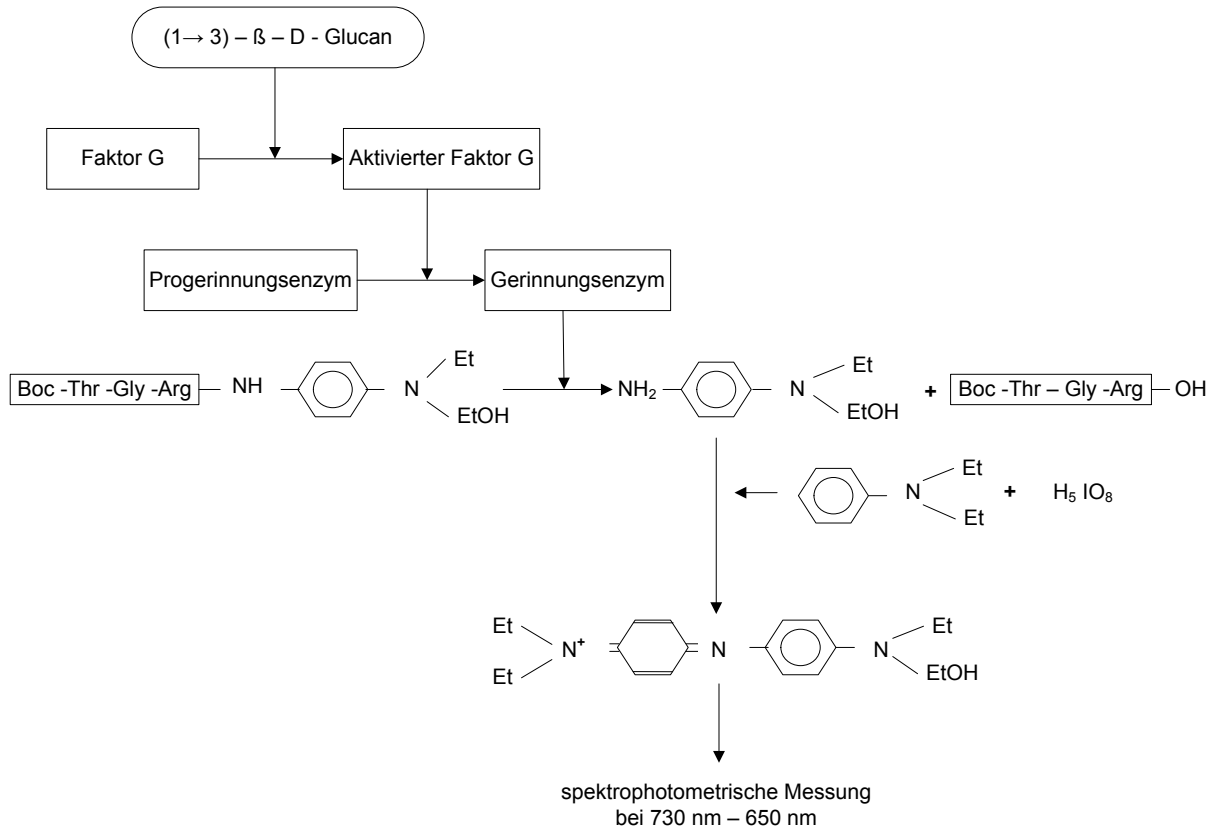 (1→ 3) – ß – D - Glucan
Faktor G
Aktivierter Faktor G
Progerinnungsenzym
Gerinnungsenzym
Boc -Thr -Gly -Arg NH N Et EtOH
NH₂ N Et EtOH + Boc -Thr – Gly -Arg OH
N Et Et + H₅ IO₈
Et Et N⁺ N N Et EtOH
spektrophotometrische Messung
bei 730 nm – 650 nm